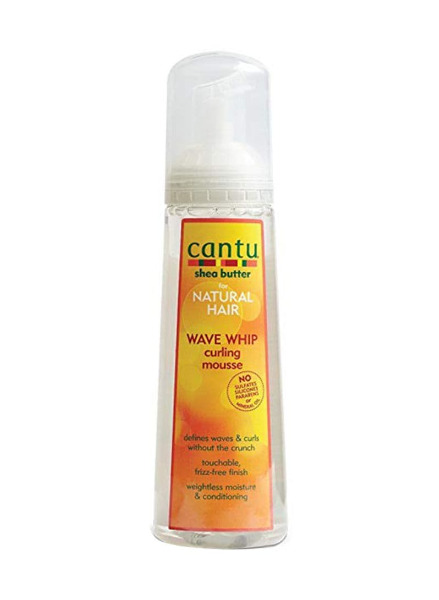 cantu
shea butter
for
NATURAL
HAIR
WAVE WHIP
curling
mousse
NO
SULFATES
SILICONES
PARABENS
or
MINERAL OIL
defines waves & curls
without the crunch
touchable,
frizz-free finish
weightless moisture
& conditioning